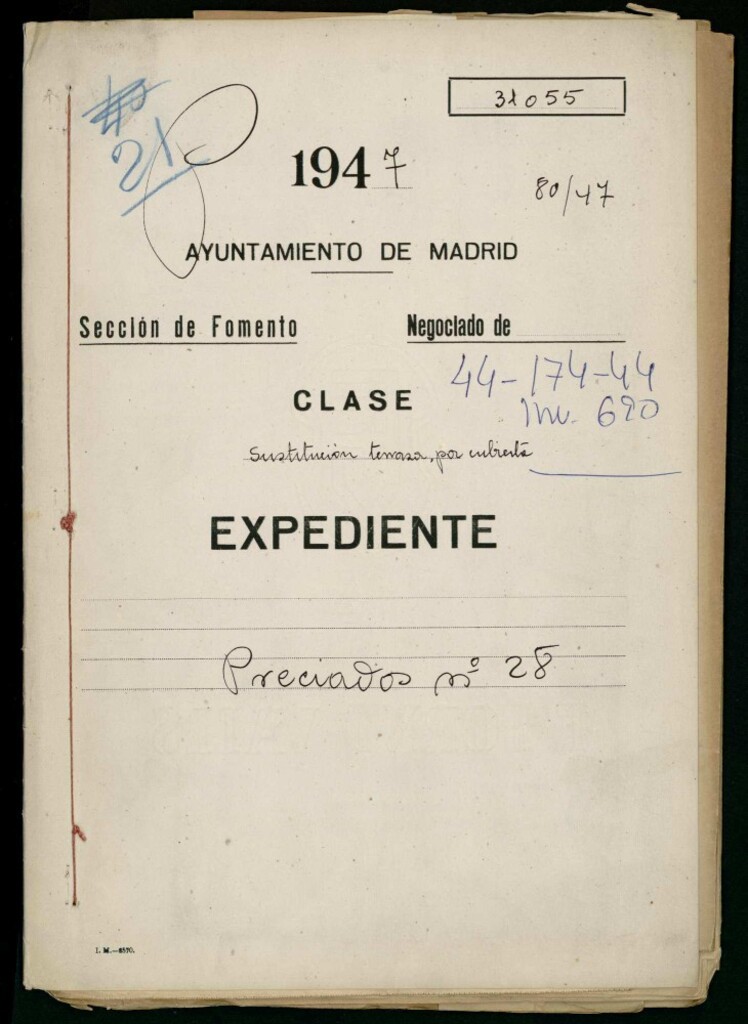 31055
21
1947
80/47
AYUNTAMIENTO DE MADRID
Sección de Fomento
Negociado de
44-174-44
CLASE
Inv. 690
Sustitución terraza, por cubierta
EXPEDIENTE
Preciados nº 28
I. M.—8570.